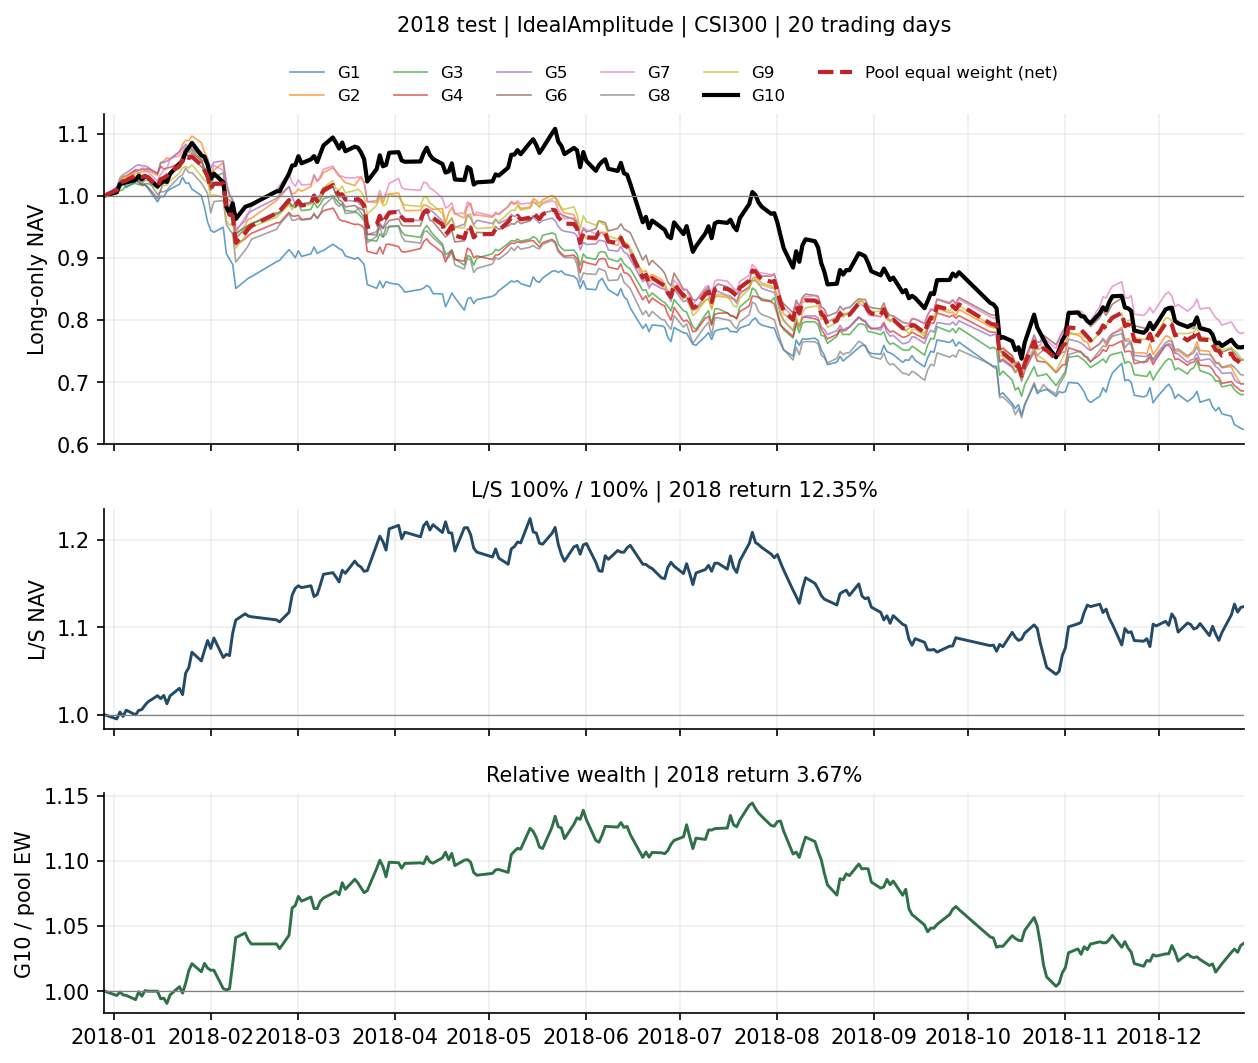 2018 test | IdealAmplitude | CSI300 | 20 trading days
G1 G3 G5 G7 G9 Pool equal weight (net)
G2 G4 G6 G8 G10
1.1
1.0
0.9
0.8
0.7
0.6
Long-only NAV
L/S 100% / 100% | 2018 return 12.35%
1.2
1.1
1.0
L/S NAV
Relative wealth | 2018 return 3.67%
1.15
1.10
1.05
1.00
G10 / pool EW
2018-01 2018-02 2018-03 2018-04 2018-05 2018-06 2018-07 2018-08 2018-09 2018-10 2018-11 2018-12